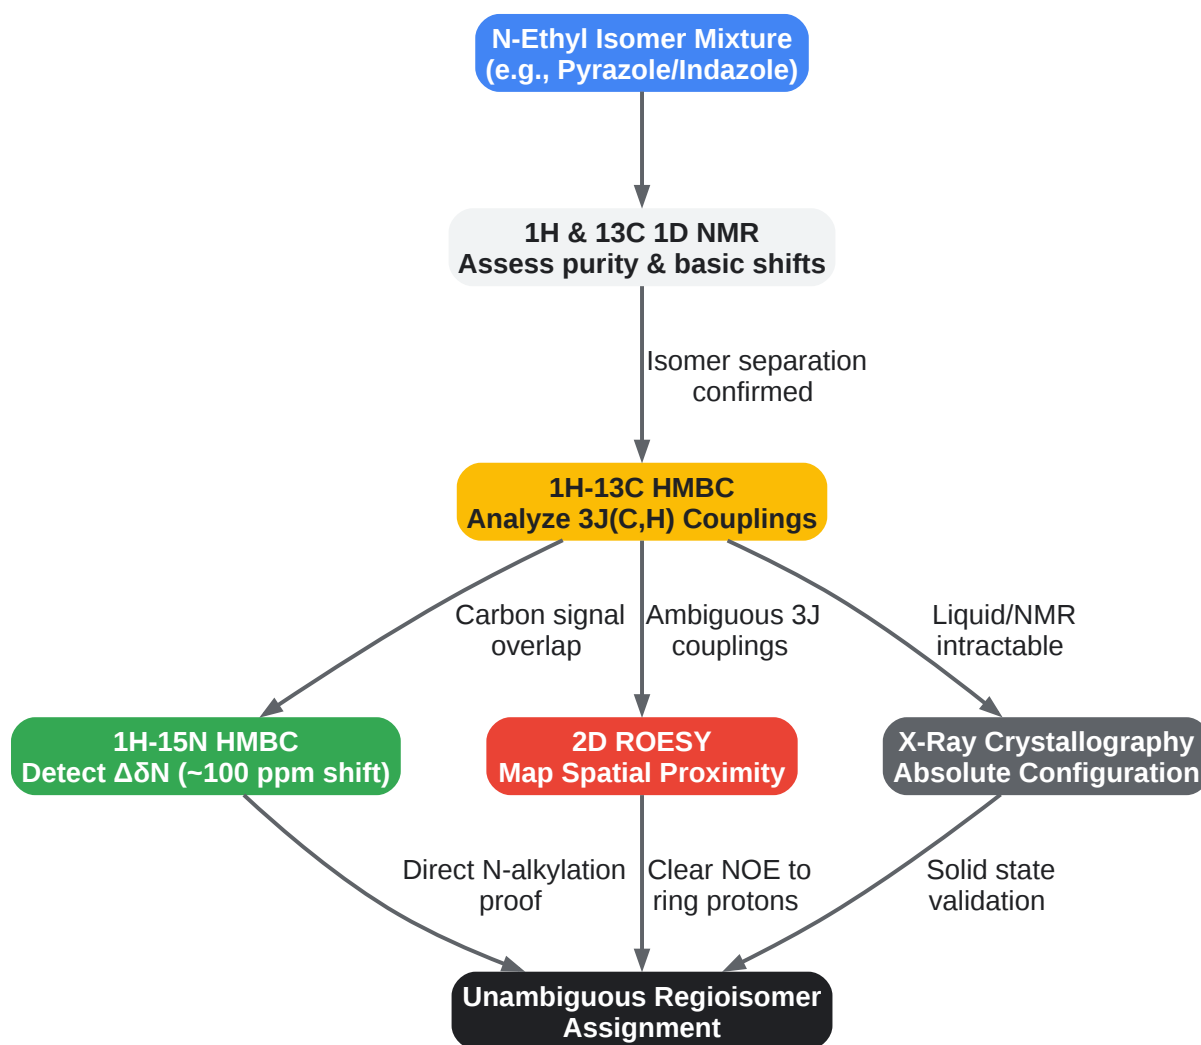 N-Ethyl Isomer Mixture
(e.g., Pyrazole/Indazole)
1H & 13C 1D NMR
Assess purity & basic shifts
Isomer separation
confirmed
1H-13C HMBC
Analyze 3J(C,H) Couplings
Carbon signal
overlap
Ambiguous 3J
couplings
Liquid/NMR
intractable
1H-15N HMBC
Detect ΔδN (~100 ppm shift)
2D ROESY
Map Spatial Proximity
X-Ray Crystallography
Absolute Configuration
Direct N-alkylation
proof
Clear NOE to
ring protons
Solid state
validation
Unambiguous Regioisomer
Assignment